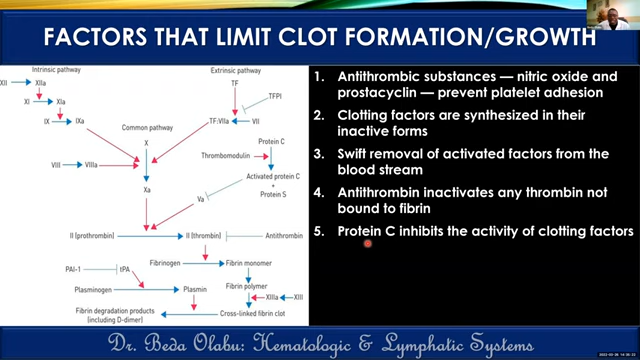 FACTORS THAT LIMIT CLOT FORMATION/GROWTH
Intrinsic pathway
Extrinsic pathway
XII
XIIa
TF
XI
XIa
TFPI
IX
IXa
TF:VIIa
VII
Common pathway
X
Protein C
Thrombomodulin
VIII
VIIIa
Activated protein C
+
Protein S
Xa
Va
II (prothrombin)
II (thrombin)
Antithrombin
Fibrinogen
Fibrin monomer
PAI-1
tPA
Fibrin polymer
Plasminogen
Plasmin
XIIIa
XIII
Fibrin degradation products
(including D-dimer)
Cross-linked fibrin clot
1. Antithrombic substances — nitric oxide and
prostacyclin — prevent platelet adhesion
2. Clotting factors are synthesized in their
inactive forms
3. Swift removal of activated factors from the
blood stream
4. Antithrombin inactivates any thrombin not
bound to fibrin
5. Protein C inhibits the activity of clotting factors
Dr. Beda Olabu: Hematologic & Lymphatic Systems